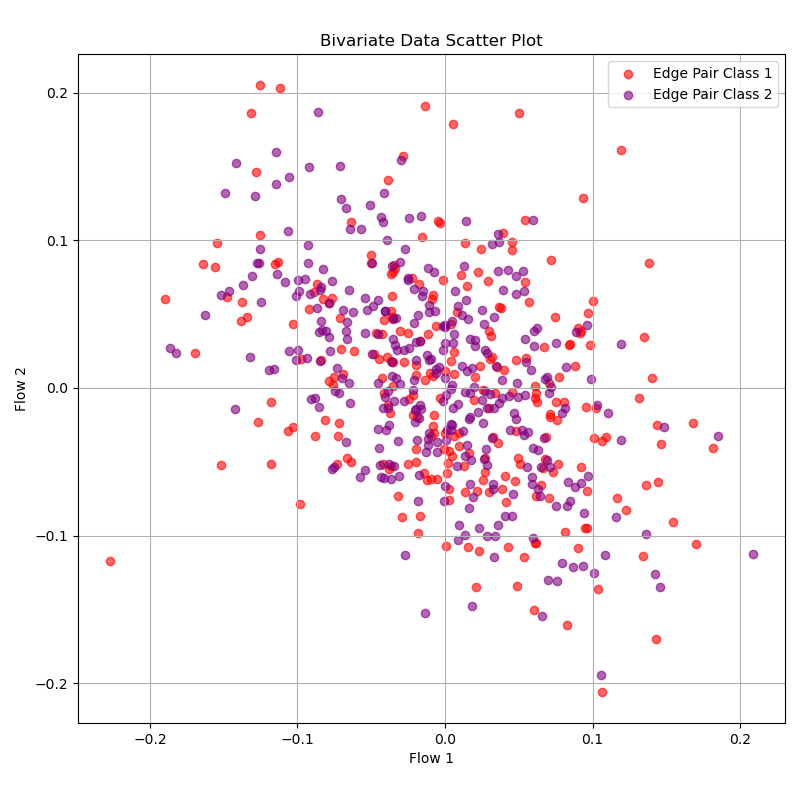 Bivariate Data Scatter Plot
Edge Pair Class 1
Edge Pair Class 2
Flow 2
0.2
0.1
0.0
−0.1
−0.2
−0.2
−0.1
0.0
0.1
0.2
Flow 1